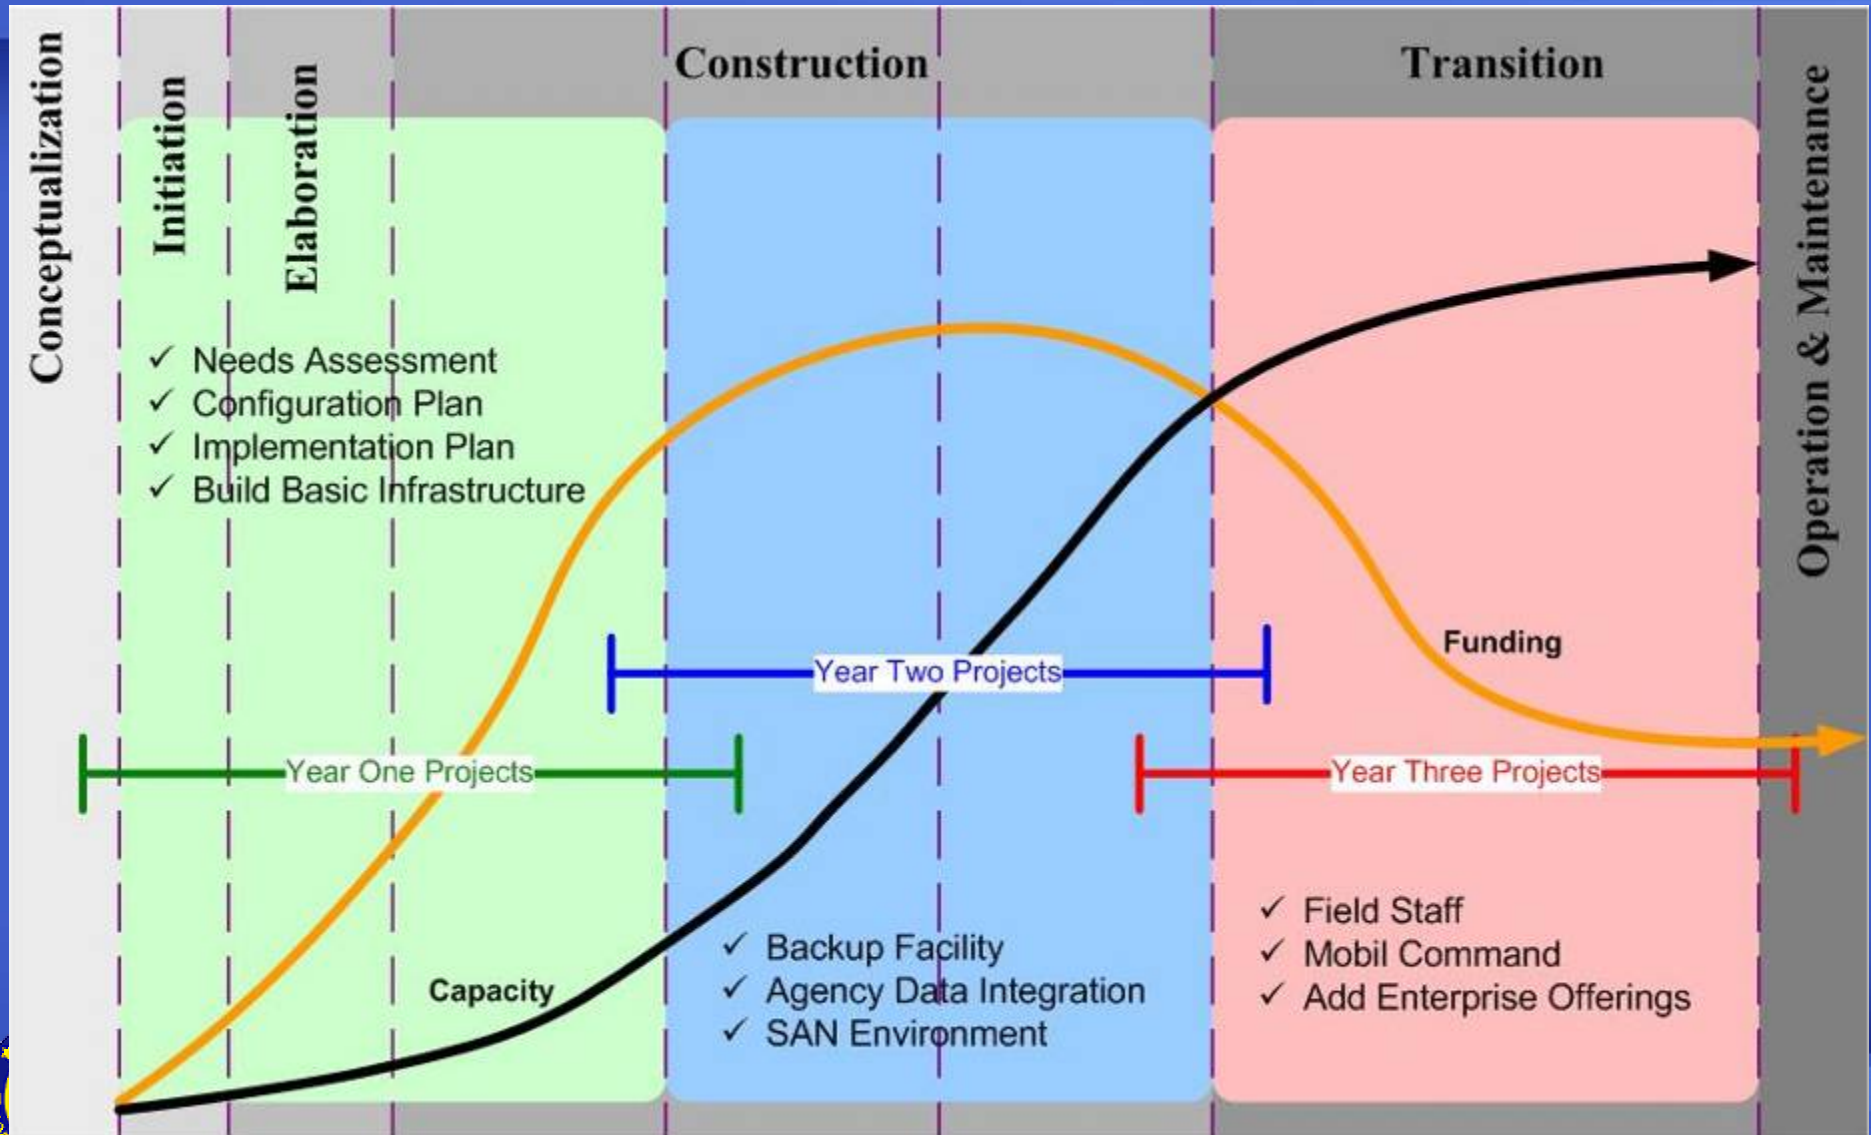 Conceptualization
Initiation
Elaboration
Construction
Transition
Operation & Maintenance
✓ Needs Assessment
✓ Configuration Plan
✓ Implementation Plan
✓ Build Basic Infrastructure
Funding
Year Two Projects
Year One Projects
Year Three Projects
Capacity
✓ Backup Facility
✓ Agency Data Integration
✓ SAN Environment
✓ Field Staff
✓ Mobil Command
✓ Add Enterprise Offerings